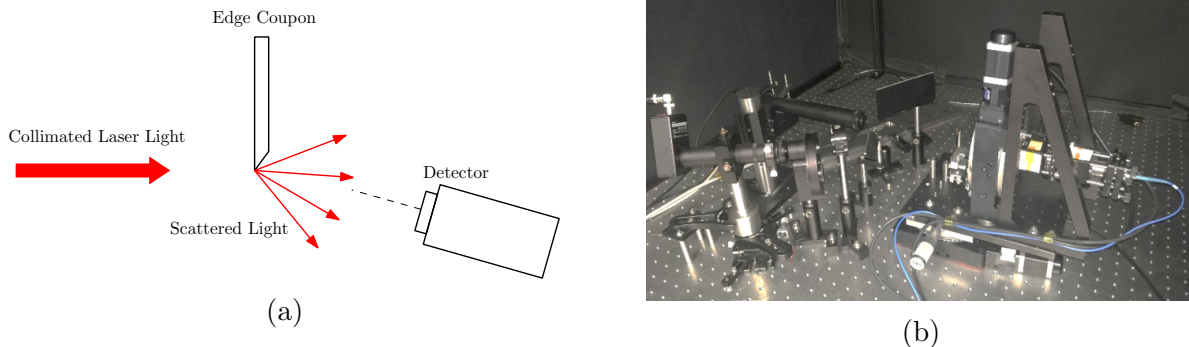 Edge Coupon
Collimated Laser Light
Detector
Scattered Light
(a)
(b)